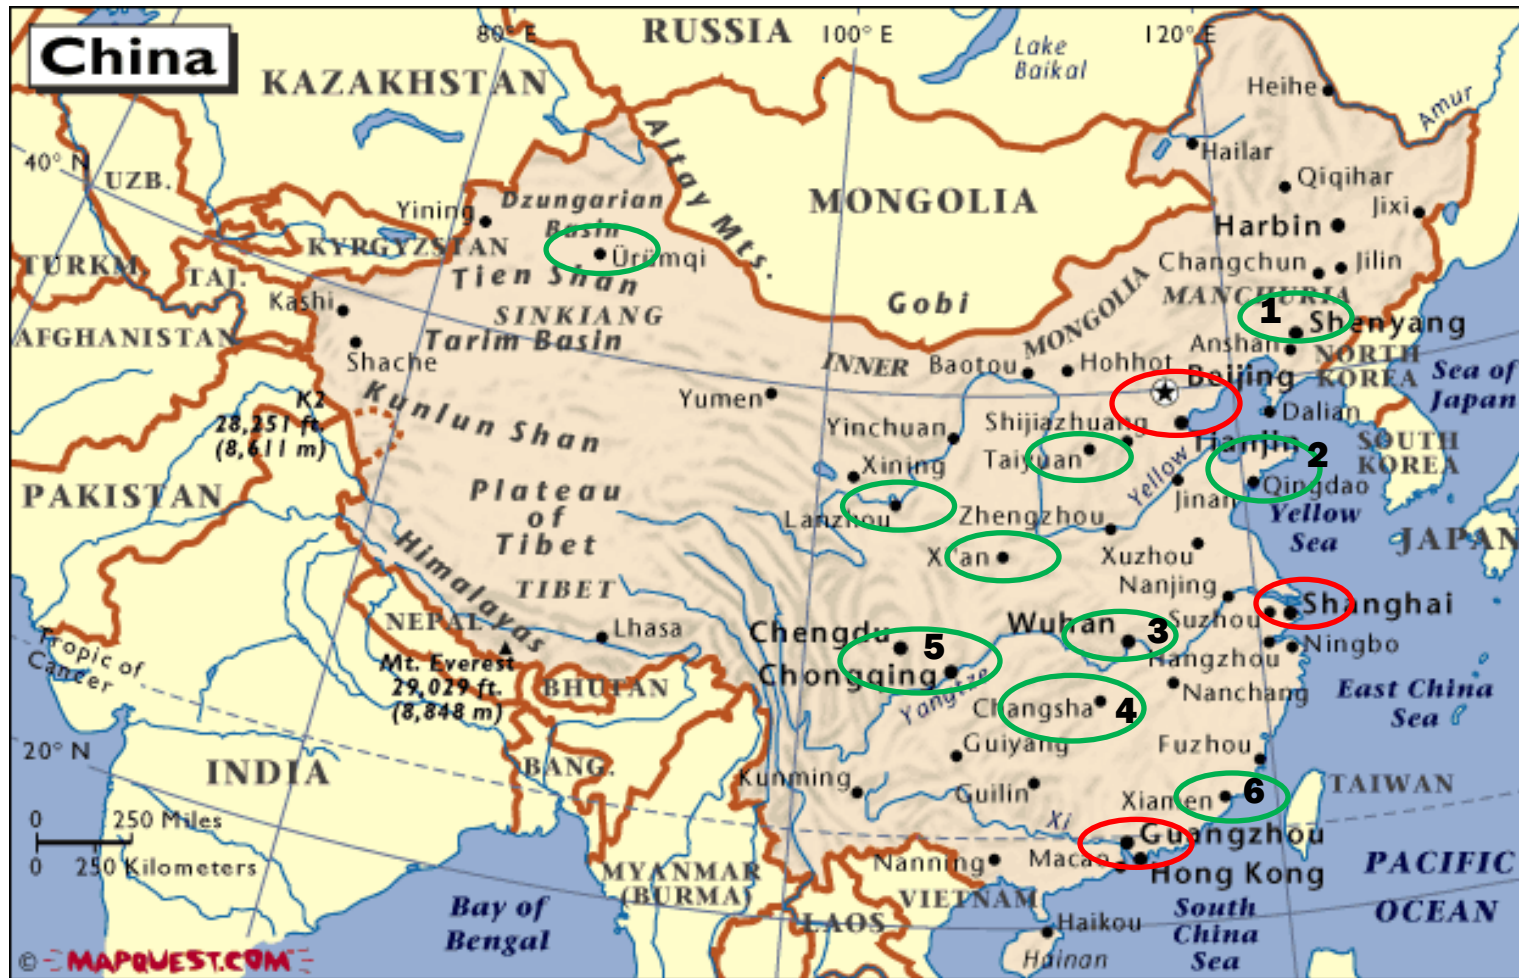 China
RUSSIA
80° E
100° E
120° E
Lake
Baikal
KAZAKHSTAN
Heihe
Amur
Altay Mts.
40° N
UZB.
Hailar
Qiqihar
Jixi
MONGOLIA
Dzungarian
Basin
Yining
Harbin
KYRGYZSTAN
Ürümqi
TURKM.
TAJ.
Tien Shan
Changchun
Jilin
MANCHURIA
Kashi
Gobi
SINKIANG
1
Shenyang
AFGHANISTAN
Tarim Basin
Shache
INNER
MONGOLIA
Baotou
Hohhot
Anshan
NORTH
KOREA
Beijing
Sea of
Japan
K2
28,251 ft.
(8,611 m)
Kunlun Shan
Yumen
Dalian
Yinchuan
Shijiazhuang
Tianjin
SOUTH
KOREA
2
Taiyuan
Xining
Yellow
PAKISTAN
Plateau
of
Tibet
Jinan
Qingdao
Lanzhou
Zhengzhou
Yellow
Sea
JAPAN
Himalayas
Xi'an
Xuzhou
TIBET
Nanjing
NEPAL
Lhasa
Chengdu
5
Wuhan
3
Suzhou
Shanghai
Tropic of
Cancer
Mt. Everest
29,029 ft.
(8,848 m)
Chongqing
Hangzhou
Ningbo
BHUTAN
Yangtze
Changsha
4
Nanchang
East China
Sea
20° N
INDIA
BANG.
Guiyang
Fuzhou
Kunming
Guilin
Xiamen
6
TAIWAN
0
250 Miles
0
250 Kilometers
Xi
Guangzhou
MYANMAR
(BURMA)
Nanning
Macao
Hong Kong
PACIFIC
OCEAN
VIETNAM
LAOS
Bay of
Bengal
Haikou
Hainan
South
China
Sea
© MAPQUEST.COM